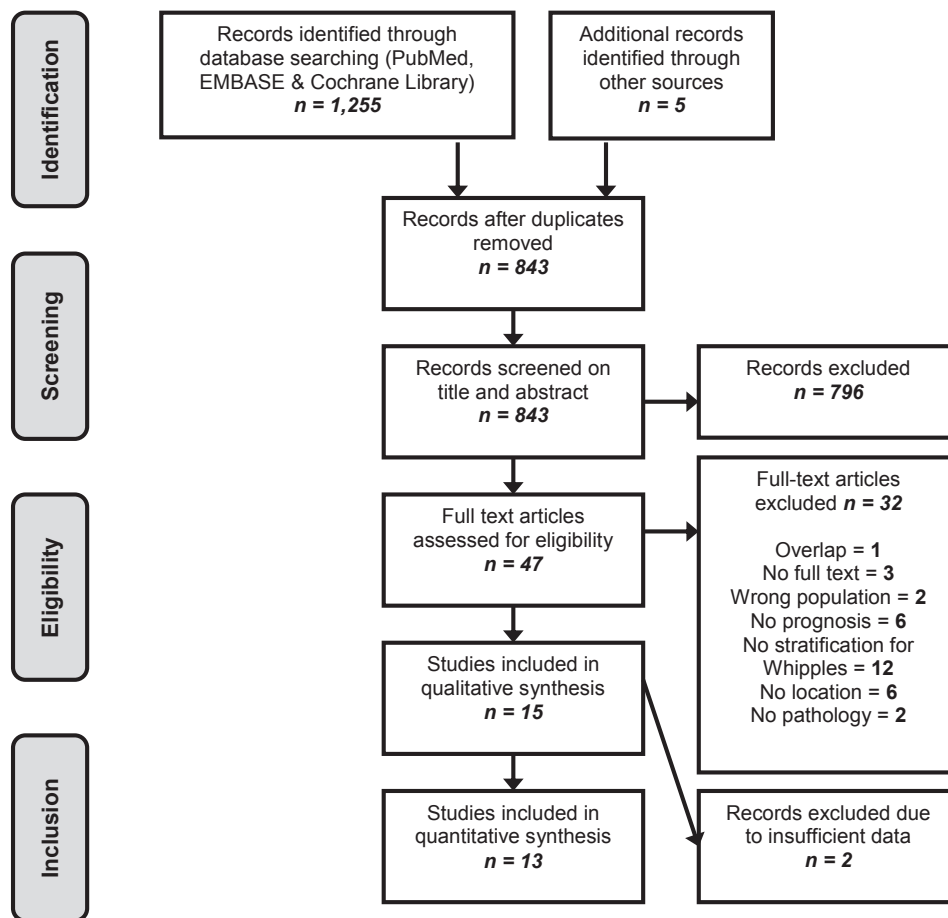 Identification
Records identified through
database searching (PubMed,
EMBASE & Cochrane Library)
n = 1,255
Additional records
identified through
other sources
n = 5
Records after duplicates
removed
n = 843
Screening
Records screened on
title and abstract
n = 843
Records excluded
n = 796
Eligibility
Full text articles
assessed for eligibility
n = 47
Full-text articles
excluded n = 32
Overlap = 1
No full text = 3
Wrong population = 2
No prognosis = 6
No stratification for
Whipples = 12
No location = 6
No pathology = 2
Studies included in
qualitative synthesis
n = 15
Inclusion
Studies included in
quantitative synthesis
n = 13
Records excluded due
to insufficient data
n = 2